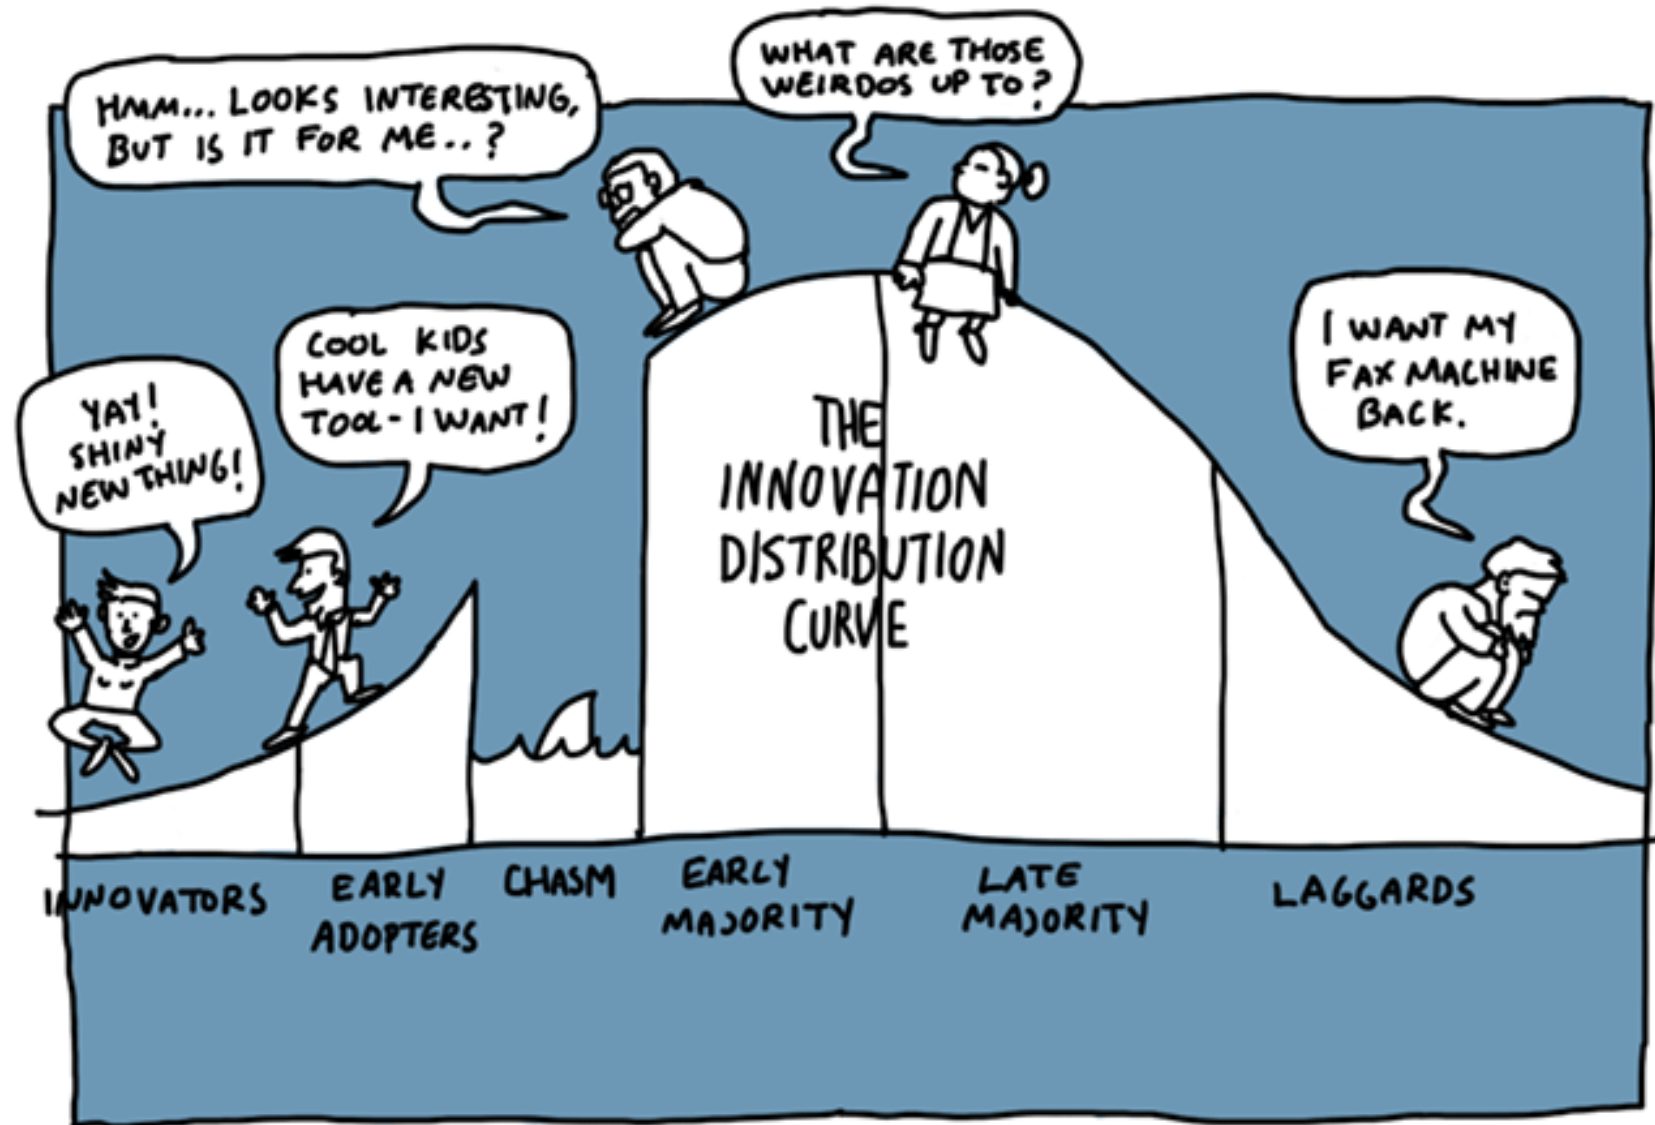 HMM... LOOKS INTERESTING,
BUT IS IT FOR ME..?
WHAT ARE THOSE
WEIRDOS UP TO?
YAY!
SHINY
NEW THING!
COOL KIDS
HAVE A NEW
TOOL - I WANT!
I WANT MY
FAX MACHINE
BACK.
THE
INNOVATION
DISTRIBUTION
CURVE
INNOVATORS
EARLY
ADOPTERS
CHASM
EARLY
MAJORITY
LATE
MAJORITY
LAGGARDS